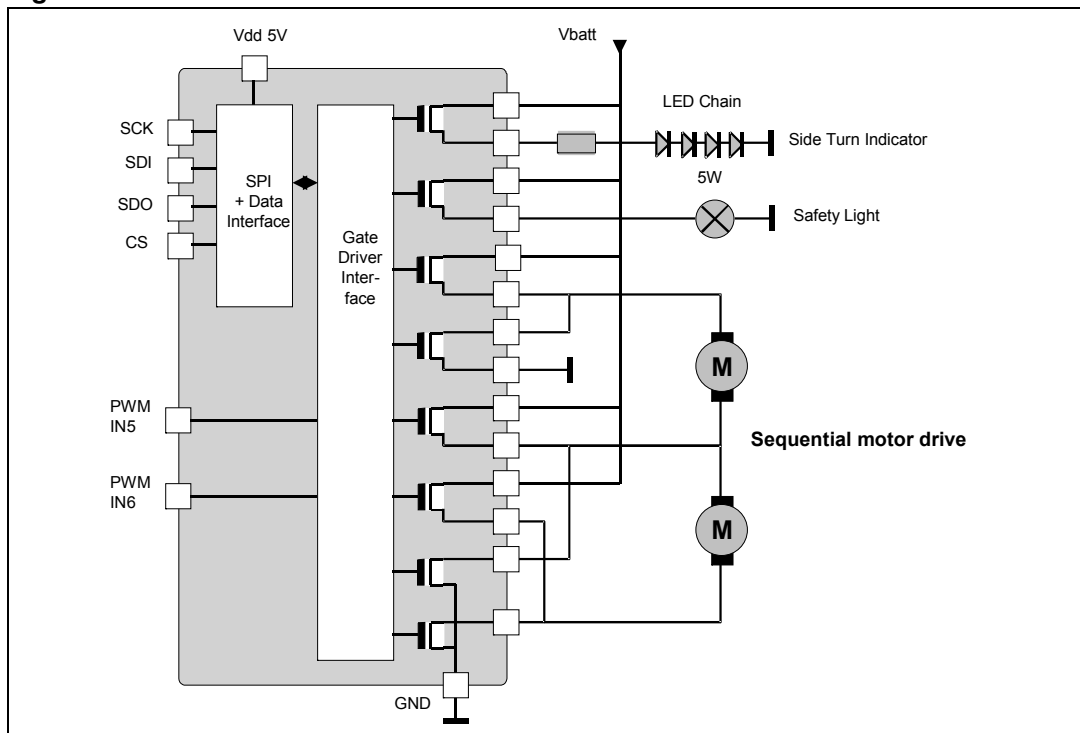 Vdd 5V
Vbatt
LED Chain
SCK
Side Turn Indicator
SDI
SPI
+ Data
Interface
5W
SDO
Safety Light
CS
Gate
Driver
Inter-
face
M
PWM
IN5
Sequential motor drive
PWM
IN6
M
GND